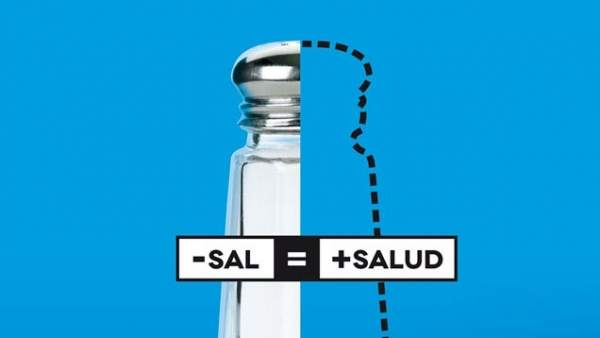 -SAL = +SALUD